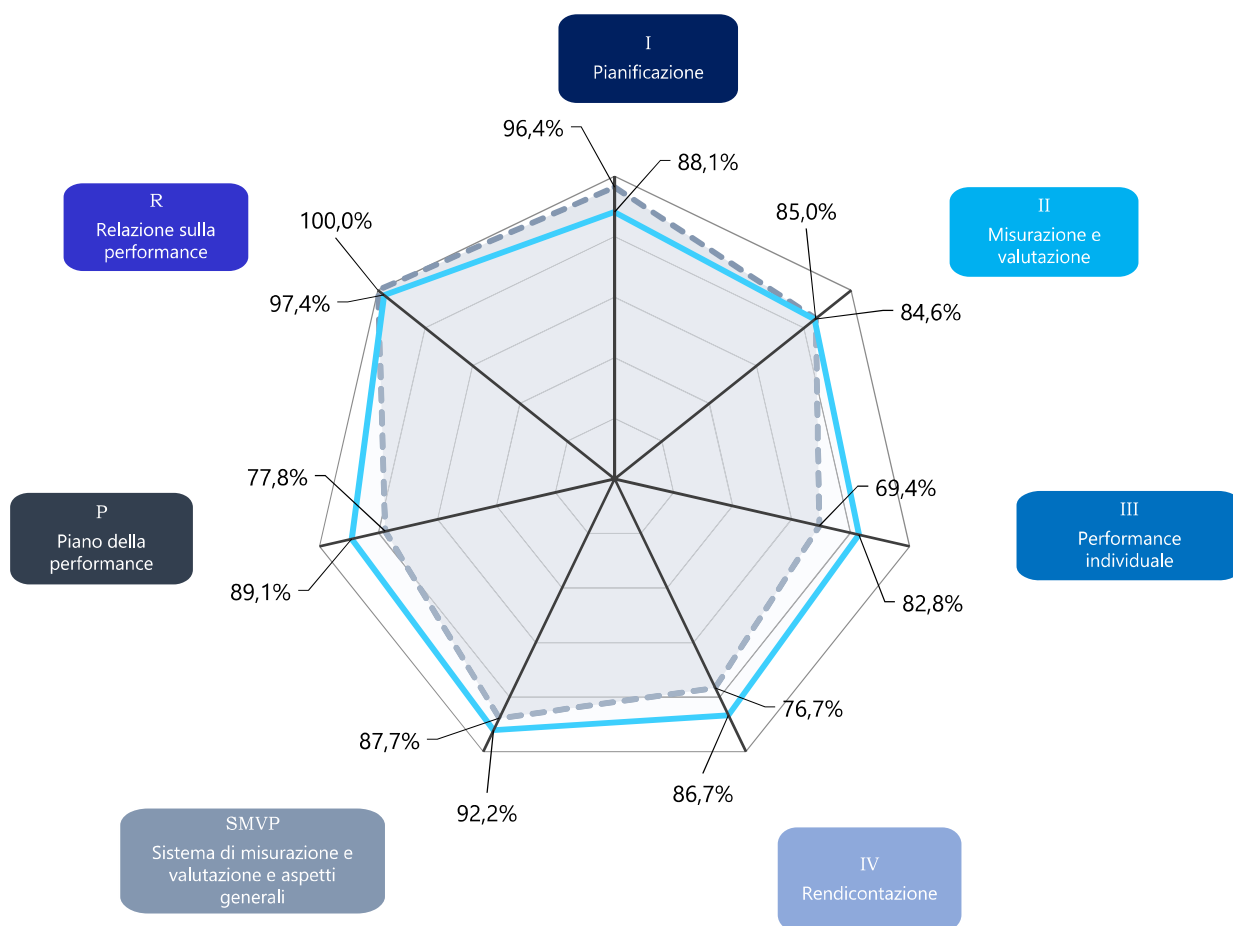 I
Pianificazione
96,4%
88,1%
R
Relazione sulla
performance
100,0%
97,4%
85,0%
II
Misurazione e
valutazione
84,6%
77,8%
69,4%
P
Piano della
performance
89,1%
III
Performance
individuale
82,8%
87,7%
92,2%
76,7%
86,7%
SMVP
Sistema di misurazione e
valutazione e aspetti
generali
IV
Rendicontazione